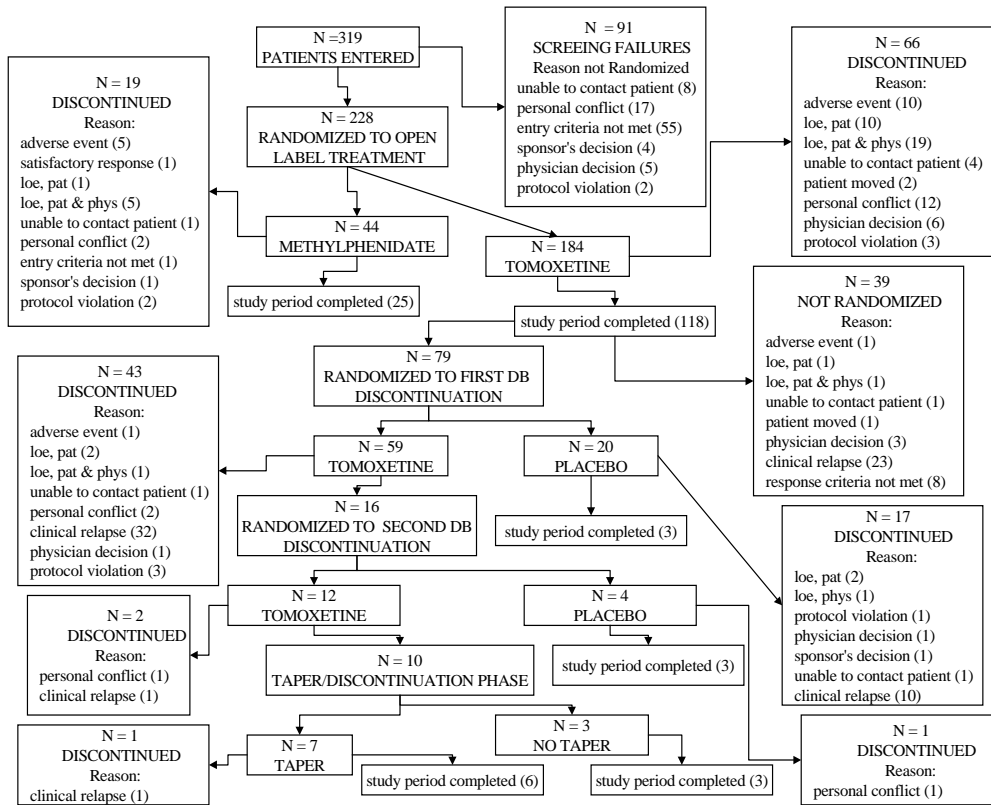 N =319
PATIENTS ENTERED
N = 91
SCREEING FAILURES
Reason not Randomized
unable to contact patient (8)
personal conflict (17)
entry criteria not met (55)
sponsor's decision (4)
physician decision (5)
protocol violation (2)
N = 66
DISCONTINUED
Reason:
adverse event (10)
loe, pat (10)
loe, pat & phys (19)
unable to contact patient (4)
patient moved (2)
personal conflict (12)
physician decision (6)
protocol violation (3)
N = 19
DISCONTINUED
Reason:
adverse event (5)
satisfactory response (1)
loe, pat (1)
loe, pat & phys (5)
unable to contact patient (1)
personal conflict (2)
entry criteria not met (1)
sponsor's decision (1)
protocol violation (2)
N = 228
RANDOMIZED TO OPEN
LABEL TREATMENT
N = 44
METHYLPHENIDATE
N = 184
TOMOXETINE
study period completed (25)
study period completed (118)
N = 39
NOT RANDOMIZED
Reason:
adverse event (1)
loe, pat (1)
loe, pat & phys (1)
unable to contact patient (1)
patient moved (1)
physician decision (3)
clinical relapse (23)
response criteria not met (8)
N = 79
RANDOMIZED TO FIRST DB
DISCONTINUATION
N = 43
DISCONTINUED
Reason:
adverse event (1)
loe, pat (2)
loe, pat & phys (1)
unable to contact patient (1)
personal conflict (2)
clinical relapse (32)
physician decision (1)
protocol violation (3)
N = 59
TOMOXETINE
N = 20
PLACEBO
N = 16
RANDOMIZED TO SECOND DB
DISCONTINUATION
study period completed (3)
N = 17
DISCONTINUED
Reason:
loe, pat (2)
loe, phys (1)
protocol violation (1)
physician decision (1)
sponsor's decision (1)
unable to contact patient (1)
clinical relapse (10)
N = 12
TOMOXETINE
N = 4
PLACEBO
N = 2
DISCONTINUED
Reason:
personal conflict (1)
clinical relapse (1)
study period completed (3)
N = 10
TAPER/DISCONTINUATION PHASE
N = 1
DISCONTINUED
Reason:
clinical relapse (1)
N = 7
TAPER
N = 3
NO TAPER
N = 1
DISCONTINUED
Reason:
personal conflict (1)
study period completed (6)
study period completed (3)